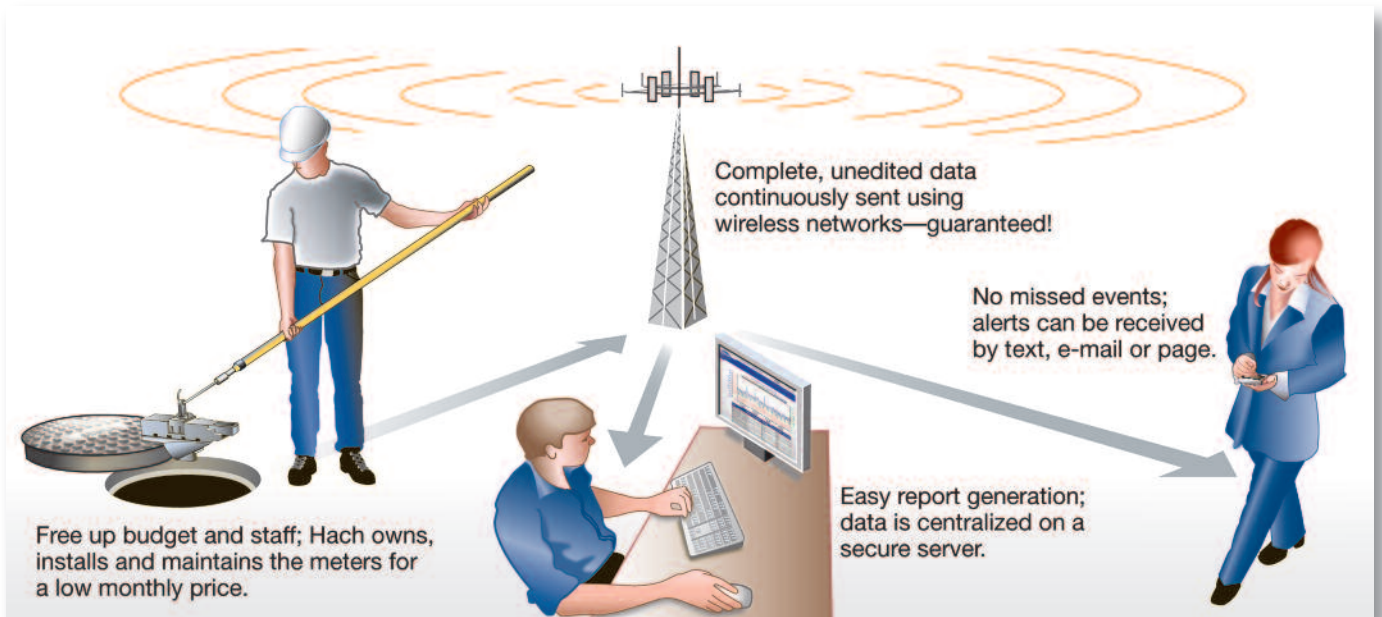 Complete, unedited data
continuously sent using
wireless networks—guaranteed!
No missed events;
alerts can be received
by text, e-mail or page.
Easy report generation;
data is centralized on a
secure server.
Free up budget and staff; Hach owns,
installs and maintains the meters for
a low monthly price.